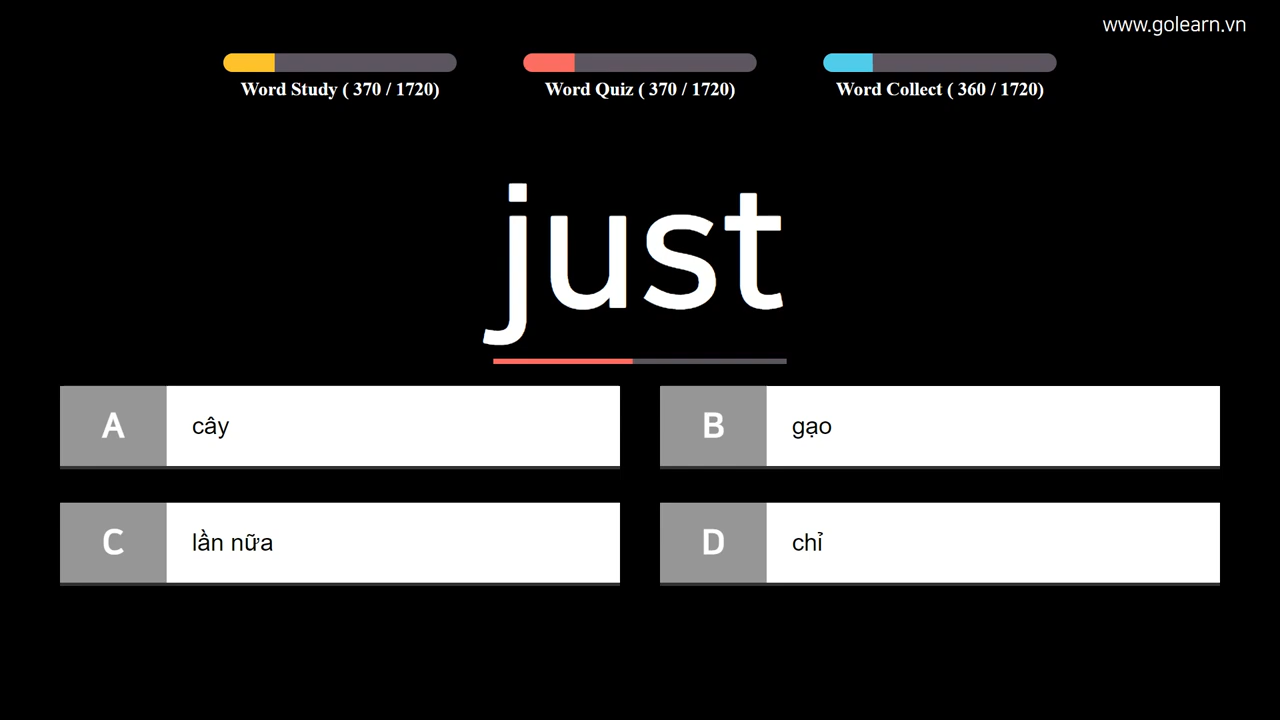 www.golearn.vn
Word Study ( 370 / 1720)
Word Quiz ( 370 / 1720)
Word Collect ( 360 / 1720)
just
A cây
B gạo
C lần nữa
D chỉ